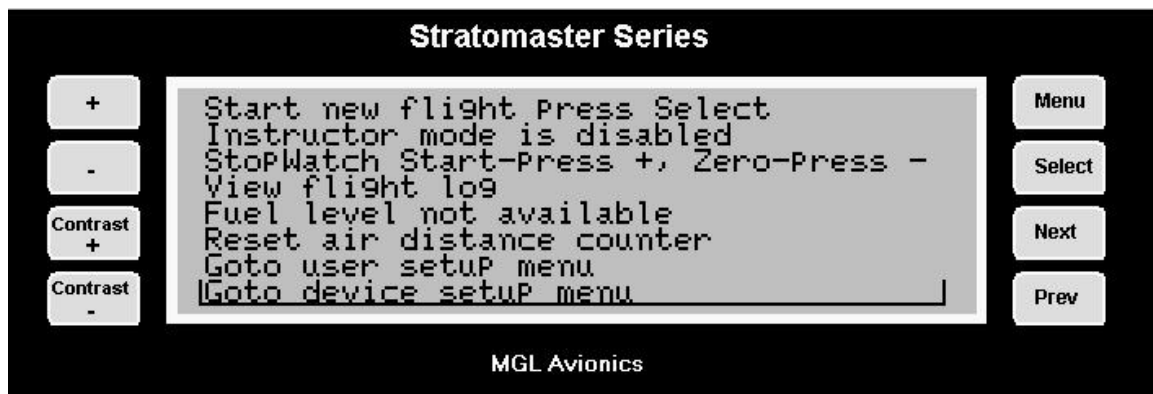 Stratomaster Series
+
-
Contrast
+
Contrast
-
Start new flight Press Select
Instructor mode is disabled
StopWatch Start-Press +, Zero-Press -
View flight log
Fuel level not available
Reset air distance counter
Goto user setup menu
Goto device setup menu
Menu
Select
Next
Prev
MGL Avionics